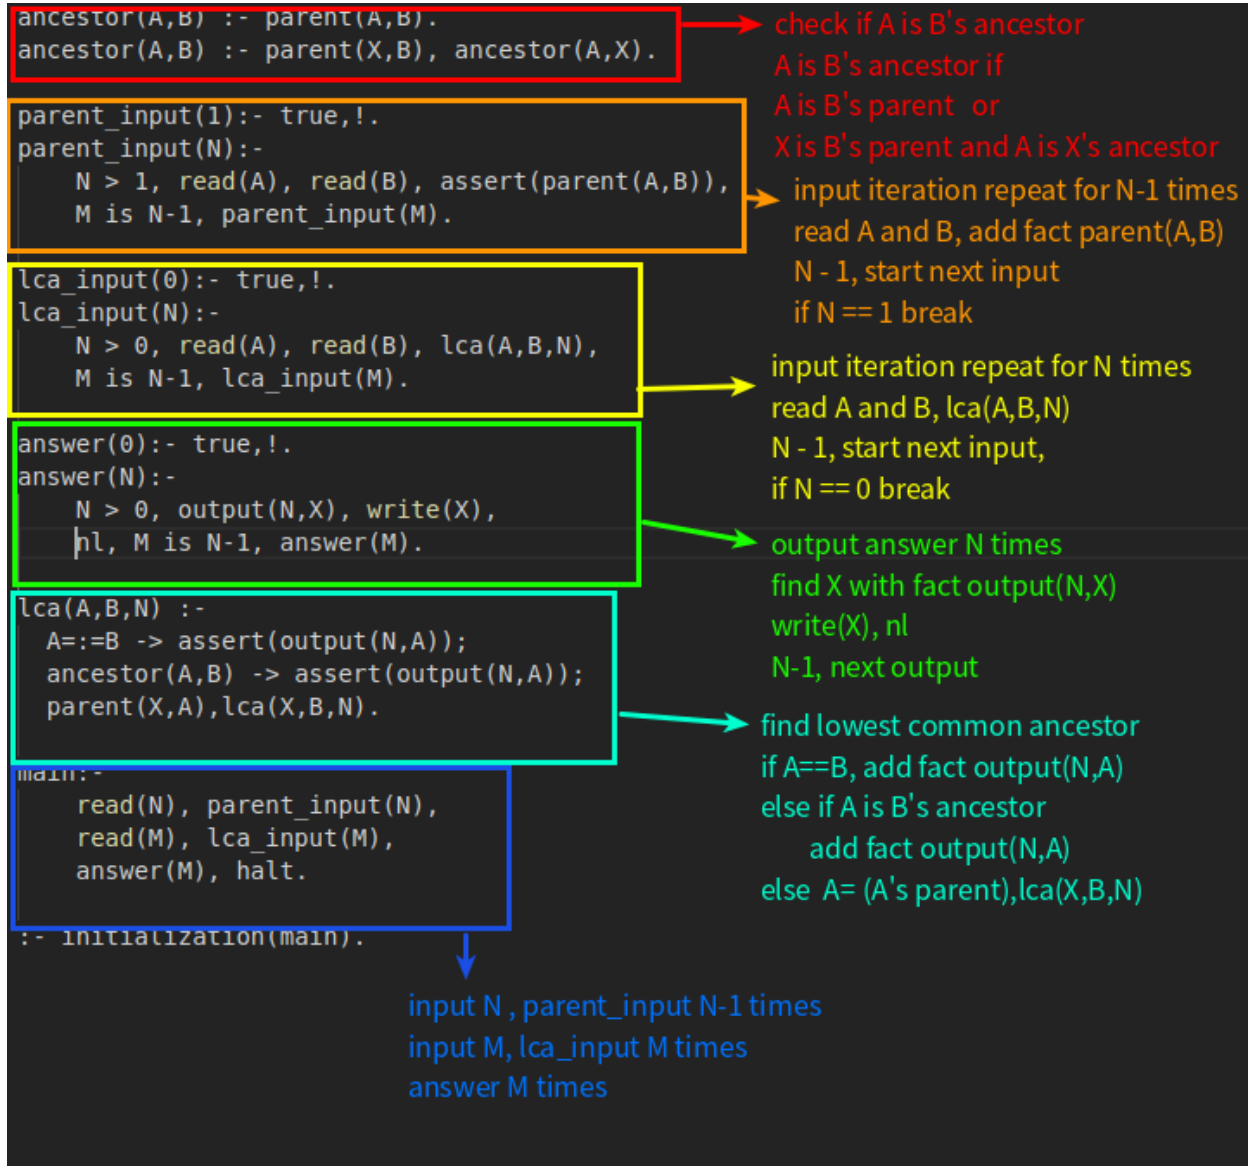 ancestor(A,B) :- parent(A,B).
ancestor(A,B) :- parent(X,B), ancestor(A,X).
check if A is B's ancestor
A is B's ancestor if
A is B's parent or
X is B's parent and A is X's ancestor
parent_input(1):- true,!.
parent_input(N):-
N > 1, read(A), read(B), assert(parent(A,B)),
M is N-1, parent_input(M).
input iteration repeat for N-1 times
read A and B, add fact parent(A,B)
N - 1, start next input
if N == 1 break
lca_input(0):- true,!.
lca_input(N):-
N > 0, read(A), read(B), lca(A,B,N),
M is N-1, lca_input(M).
input iteration repeat for N times
read A and B, lca(A,B,N)
N - 1, start next input,
if N == 0 break
answer(0):- true,!.
answer(N):-
N > 0, output(N,X), write(X),
nl, M is N-1, answer(M).
output answer N times
find X with fact output(N,X)
write(X), nl
N-1, next output
lca(A,B,N) :-
A=:=B -> assert(output(N,A));
ancestor(A,B) -> assert(output(N,A));
parent(X,A),lca(X,B,N).
find lowest common ancestor
if A==B, add fact output(N,A)
else if A is B's ancestor
add fact output(N,A)
else A= (A's parent),lca(X,B,N)
main:-
read(N), parent_input(N),
read(M), lca_input(M),
answer(M), halt.
:- initialization(main).
input N , parent_input N-1 times
input M, lca_input M times
answer M times